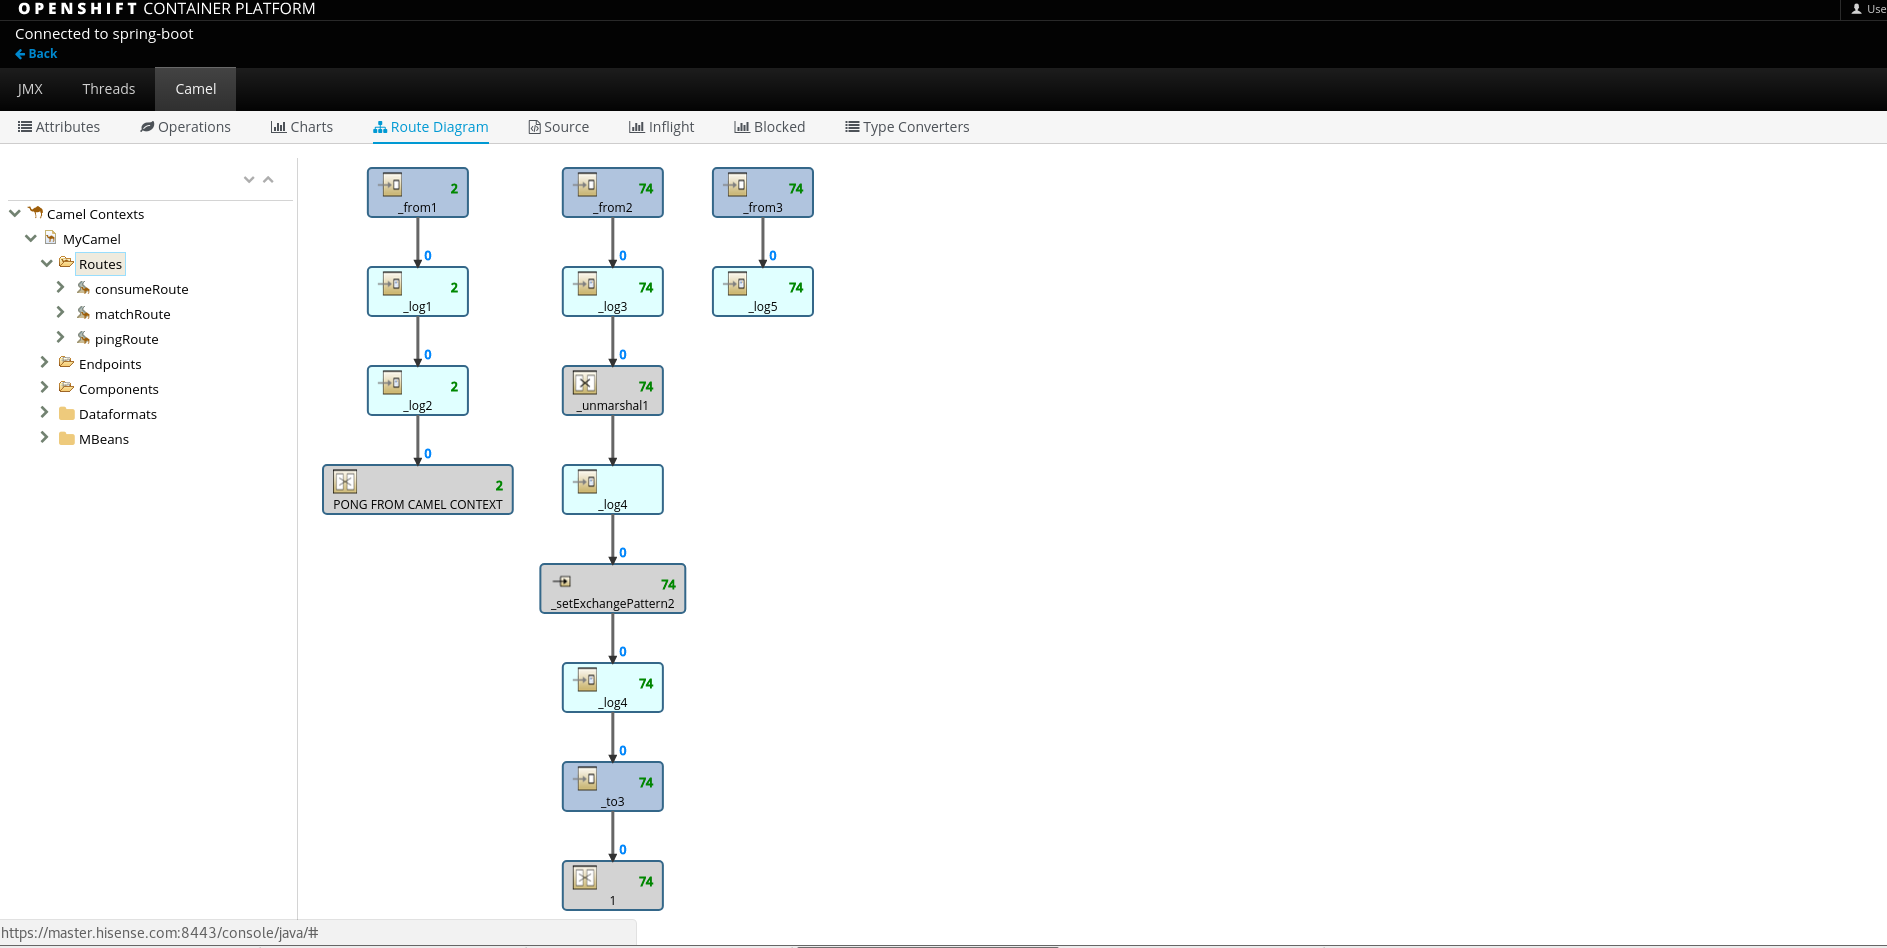 OPENSHIFT CONTAINER PLATFORM
Use
Connected to spring-boot
Back
JMX Threads Camel
Attributes Operations Charts Route Diagram Source Inflight Blocked Type Converters
Camel Contexts
MyCamel
Routes
consumeRoute
matchRoute
pingRoute
Endpoints
Components
Dataformats
MBeans
2
_from1
0
2
_log1
0
2
_log2
0
2
PONG FROM CAMEL CONTEXT
74
_from2
0
74
_log3
0
74
_unmarshal1
_log4
0
74
_setExchangePattern2
0
74
_log4
0
74
_to3
0
74
1
74
_from3
0
74
_log5
https://master.hisense.com:8443/console/java/#